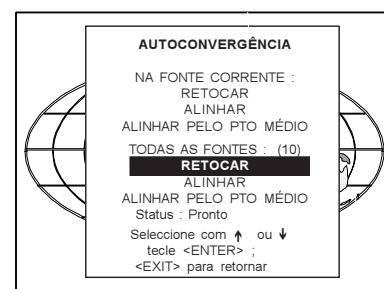 AUTOCONVERGÊNCIA
NA FONTE CORRENTE :
RETOCAR
ALINHAR
ALINHAR PELO PTO MÉDIO
TODAS AS FONTES : (10)
RETOCAR
ALINHAR
ALINHAR PELO PTO MÉDIO
Status : Pronto
Seleccione com ↑ ou ↓
tecle <ENTER> ;
<EXIT> para retornar